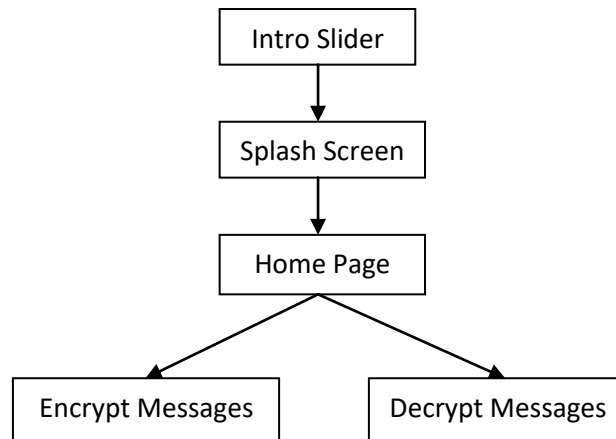 Intro Slider
Splash Screen
Home Page
Encrypt Messages
Decrypt Messages